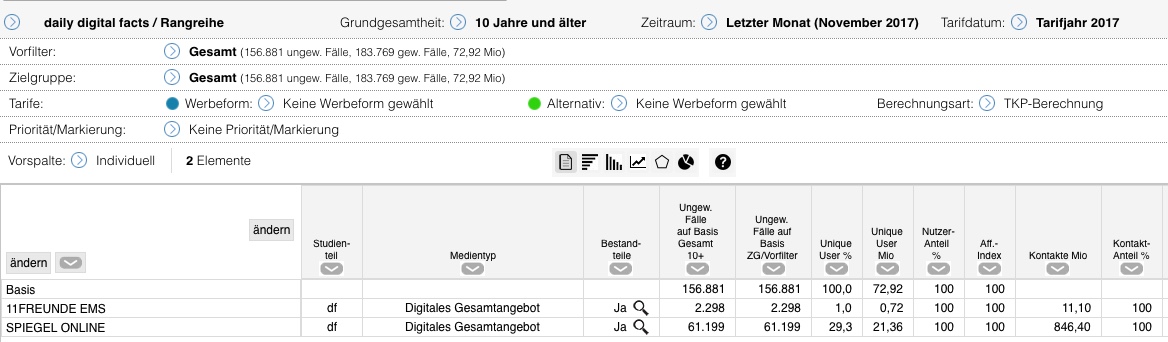 daily digital facts / Rangreihe Grundgesamtheit: 10 Jahre und älter Zeitraum: Letzter Monat (November 2017) Tarifdatum: Tarifjahr 2017
Vorfilter: Gesamt (156.881 ungew. Fälle, 183.769 gew. Fälle, 72,92 Mio)
Zielgruppe: Gesamt (156.881 ungew. Fälle, 183.769 gew. Fälle, 72,92 Mio)
Tarife: Werbeform: Keine Werbeform gewählt Alternativ: Keine Werbeform gewählt Berechnungsart: TKP-Berechnung
Priorität/Markierung: Keine Priorität/Markierung
Vorspalte: Individuell 2 Elemente ?
ändern
ändern
Studien-
teil
Medientyp
Bestand-
teile
Ungew.
Fälle
auf Basis
Gesamt
10+
Ungew.
Fälle auf
Basis
ZG/Vorfilter
Unique
User %
Unique
User
Mio
Nutzer-
Anteil
%
Aff.-
Index
Kontakte Mio
Kontakt-
Anteil %
Basis 156.881 156.881 100,0 72,92 100 100
11FREUNDE EMS df Digitales Gesamtangebot Ja 2.298 2.298 1,0 0,72 100 100 11,10 100
SPIEGEL ONLINE df Digitales Gesamtangebot Ja 61.199 61.199 29,3 21,36 100 100 846,40 100